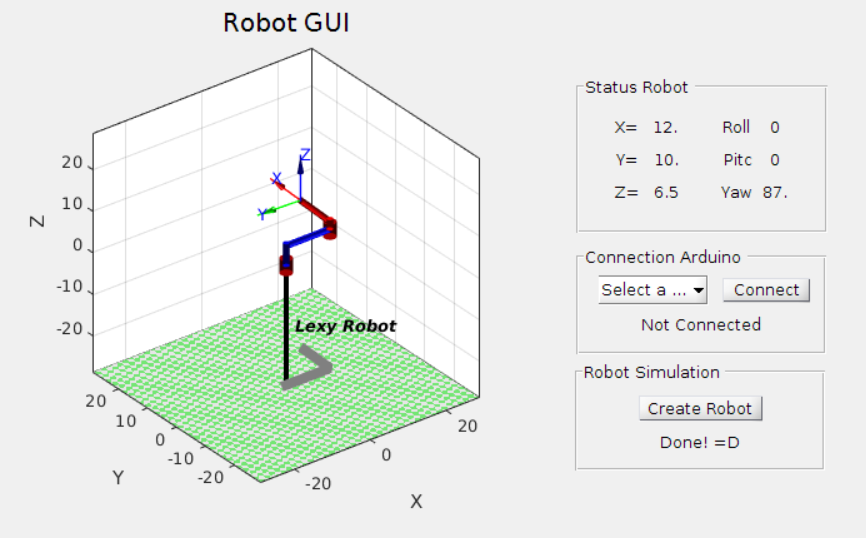 Robot GUI
Z
20
10
0
-10
-20
Z
X
Y
Lexy Robot
20
10
0
-10
-20
Y
-20
0
20
X
Status Robot
X= 12. Roll 0
Y= 10. Pitc 0
Z= 6.5 Yaw 87.
Connection Arduino
Select a ... Connect
Not Connected
Robot Simulation
Create Robot
Done! =D